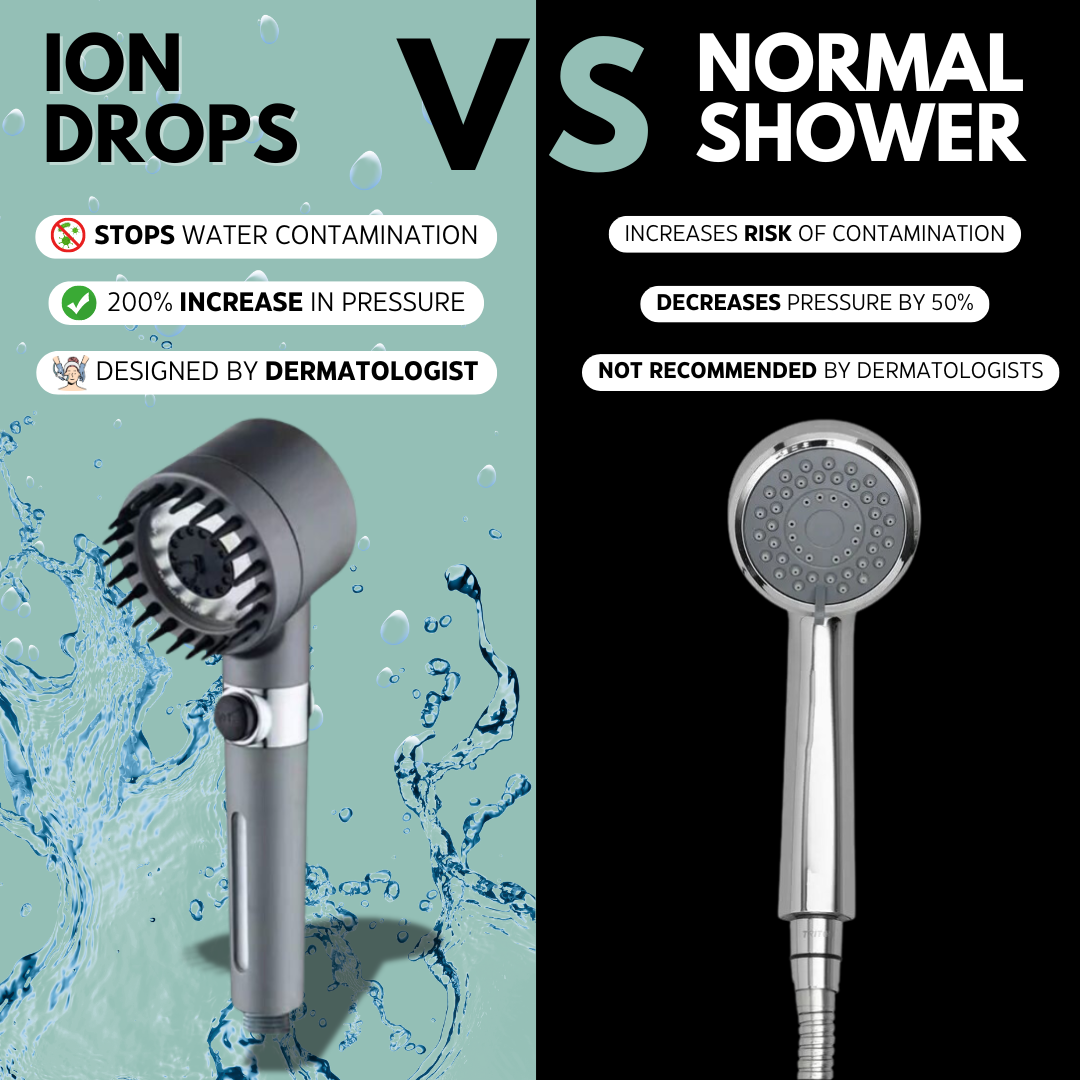 ION
DROPS
VS
NORMAL
SHOWER
STOPS WATER CONTAMINATION
200% INCREASE IN PRESSURE
DESIGNED BY DERMATOLOGIST
INCREASES RISK OF CONTAMINATION
DECREASES PRESSURE BY 50%
NOT RECOMMENDED BY DERMATOLOGISTS